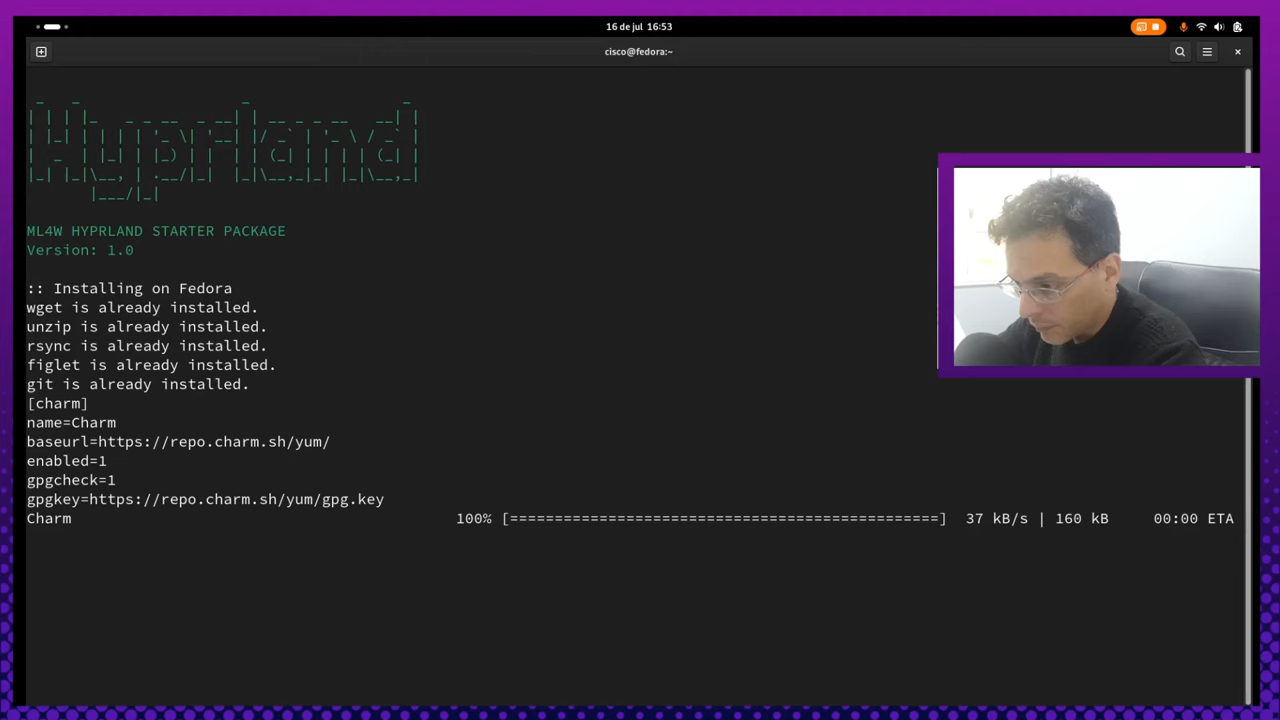 16 de jul 16:53
cisco@fedora:~
Hyprland
ML4W HYPRLAND STARTER PACKAGE
Version: 1.0
:: Installing on Fedora
wget is already installed.
unzip is already installed.
rsync is already installed.
figlet is already installed.
git is already installed.
[charm]
name=Charm
baseurl=https://repo.charm.sh/yum/
enabled=1
gpgcheck=1
gpgkey=https://repo.charm.sh/yum/gpg.key
Charm 100% [================================================] 37 kB/s | 160 kB 00:00 ETA